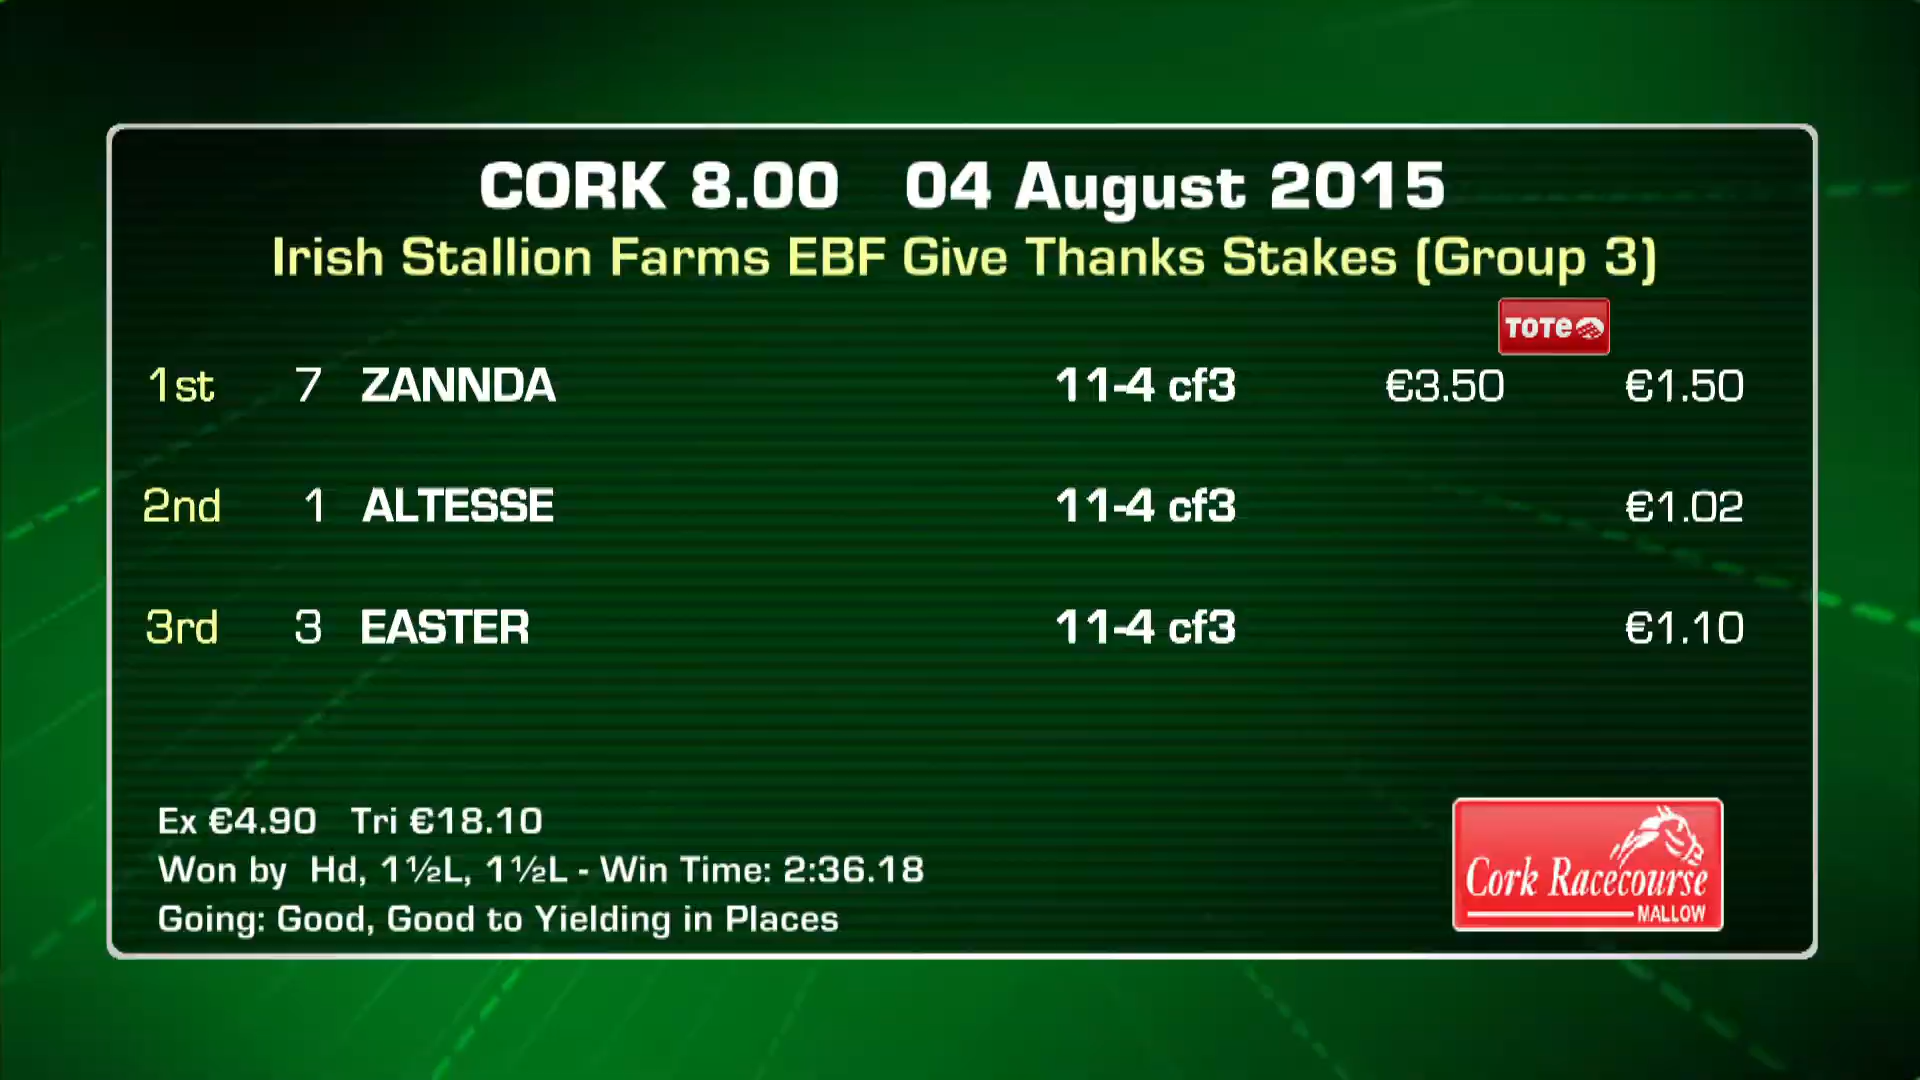 CORK 8.00 04 August 2015
Irish Stallion Farms EBF Give Thanks Stakes (Group 3)
TOTE
1st 7 ZANNDA 11-4 cf3 €3.50 €1.50
2nd 1 ALTESSE 11-4 cf3 €1.02
3rd 3 EASTER 11-4 cf3 €1.10
Ex €4.90 Tri €18.10
Won by Hd, 1½L, 1½L - Win Time: 2:36.18
Going: Good, Good to Yielding in Places
Cork Racecourse
MALLOW